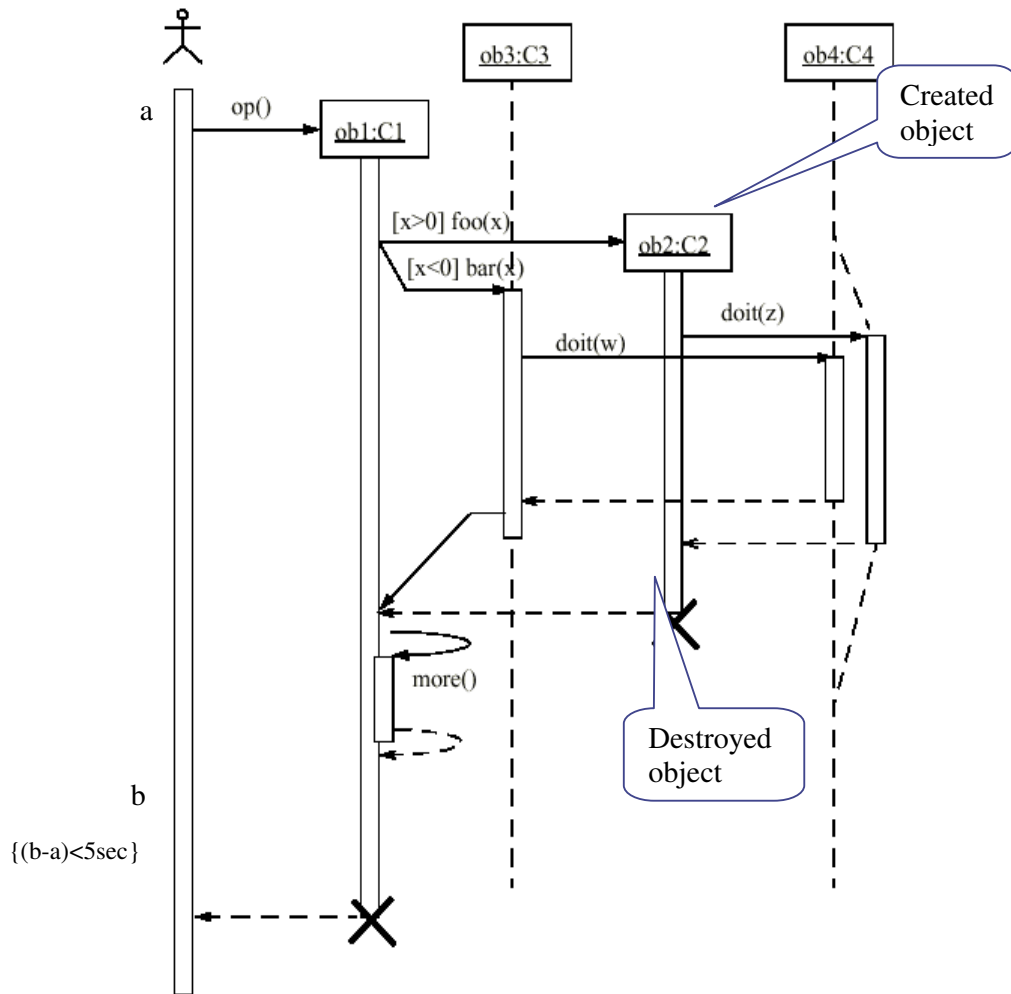 ob3:C3
ob4:C4
Created
object
a
op()
ob1:C1
[x>0] foo(x)
ob2:C2
[x<0] bar(x)
doit(z)
doit(w)
more()
Destroyed
object
b
{(b-a)<5sec}